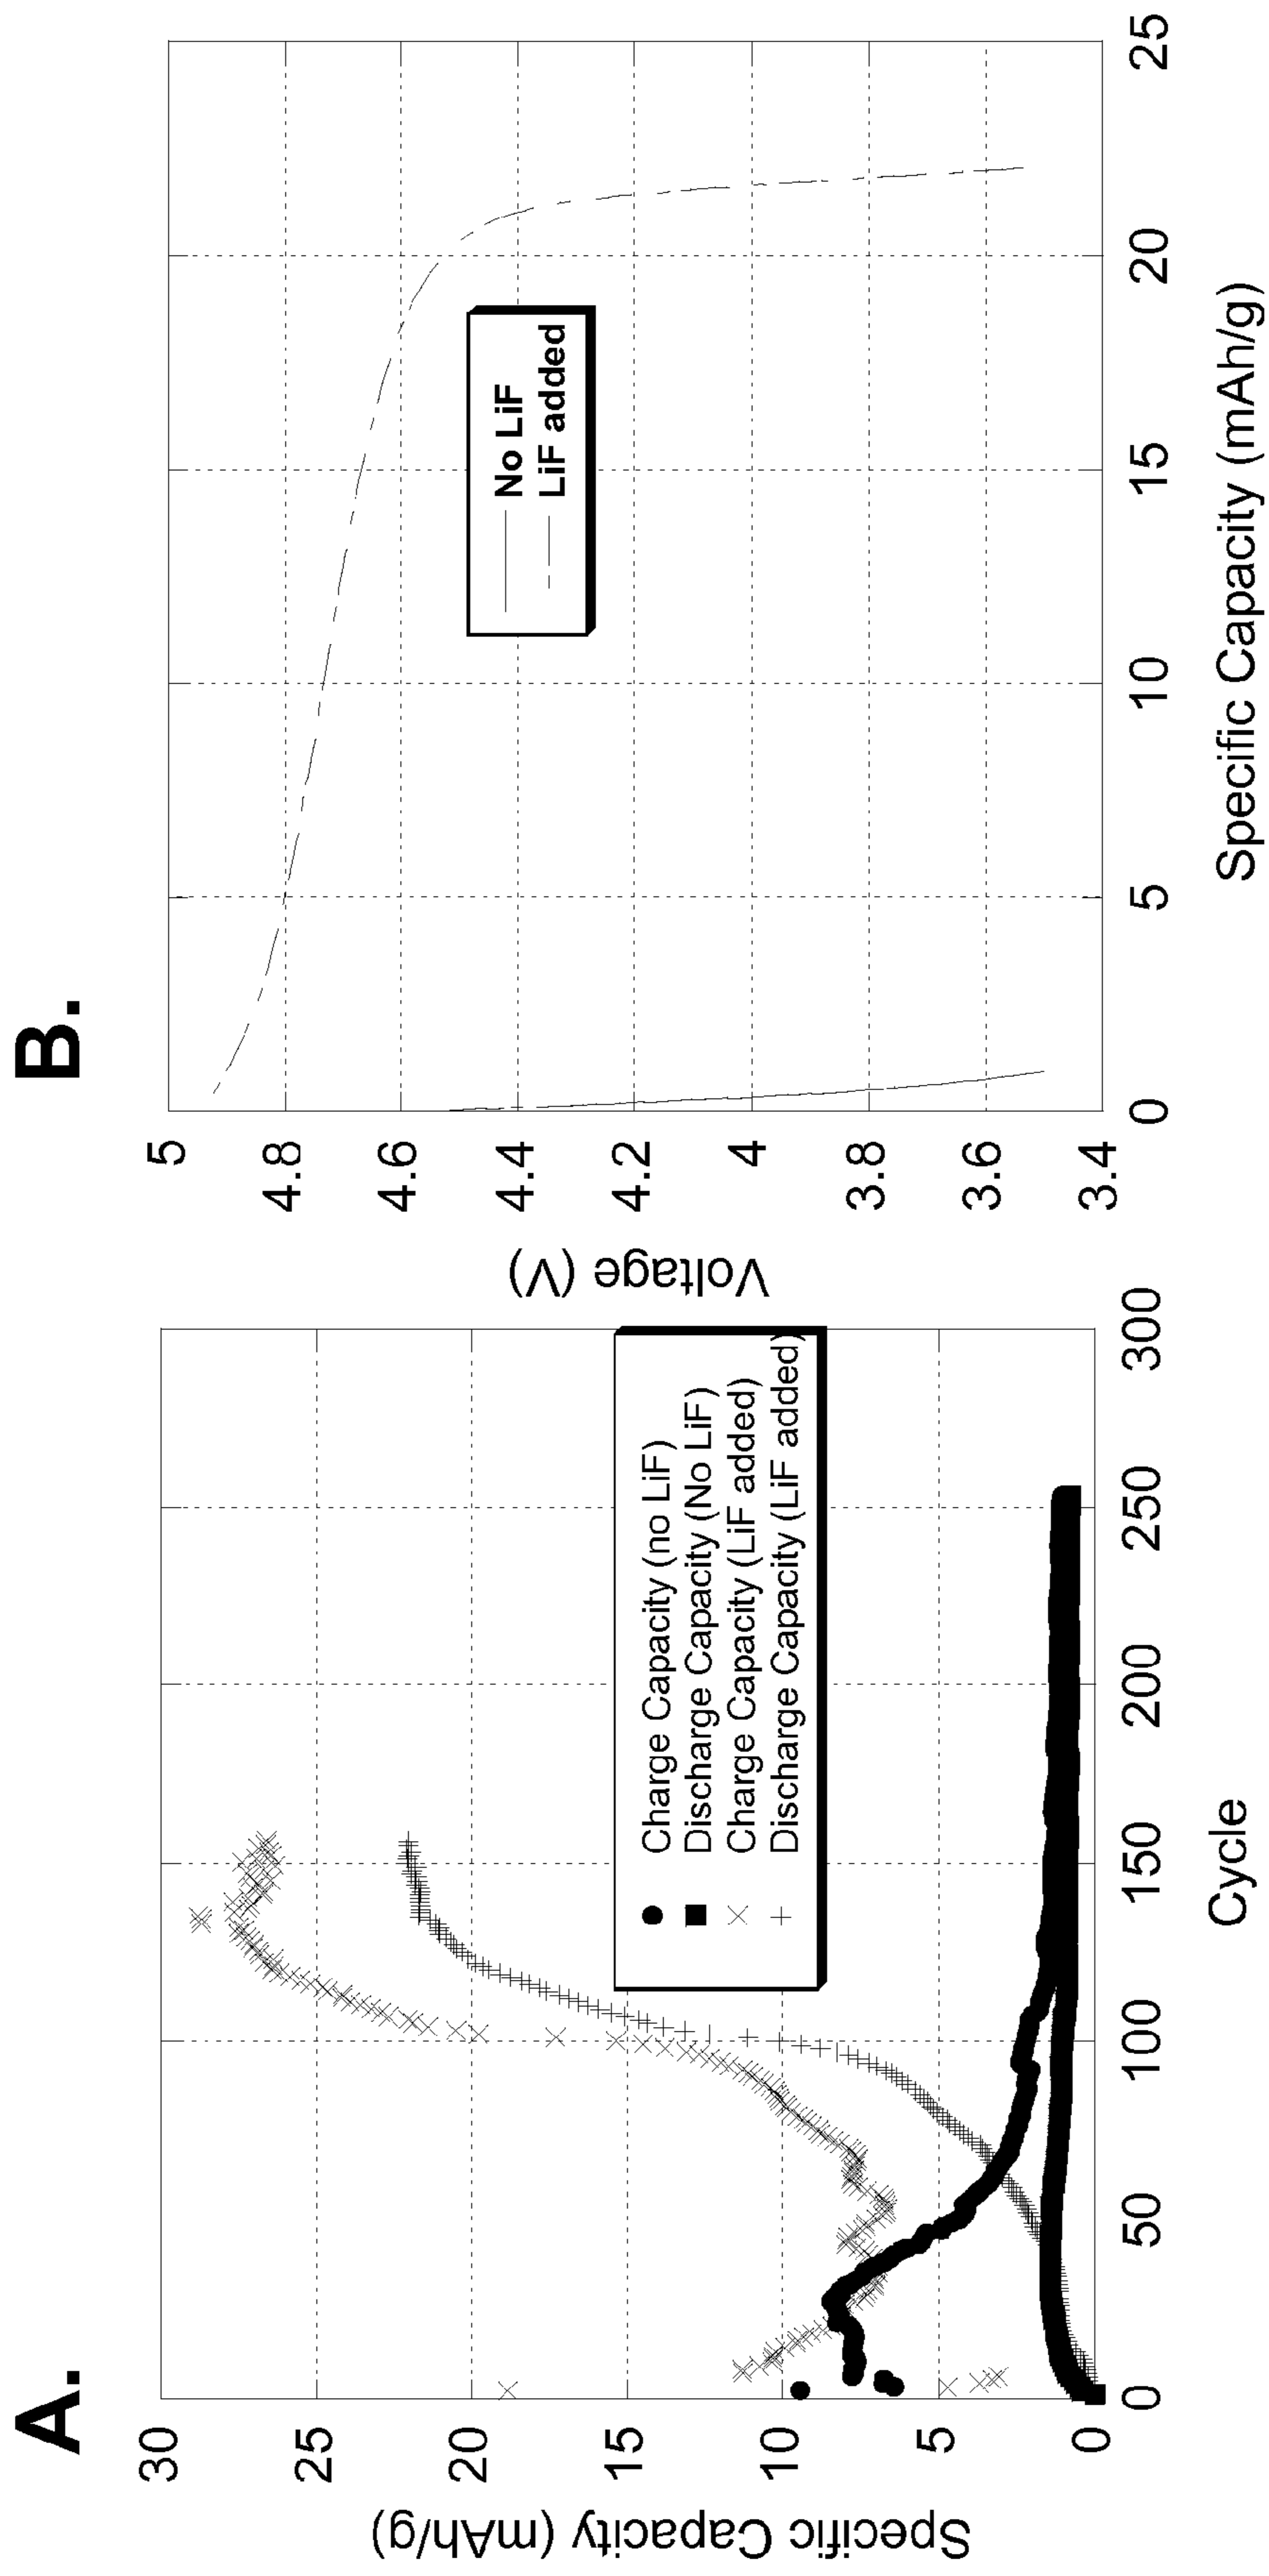 A.
Specific Capacity (mAh/g)
30
25
20
15
10
5
0
0
50
100
150
200
250
300
Cycle
Charge Capacity (no LiF)
Discharge Capacity (No LiF)
Charge Capacity (LiF added)
Discharge Capacity (LiF added)
B.
Voltage (V)
5
4.8
4.6
4.4
4.2
4
3.8
3.6
3.4
0
5
10
15
20
25
Specific Capacity (mAh/g)
No LiF
LiF added